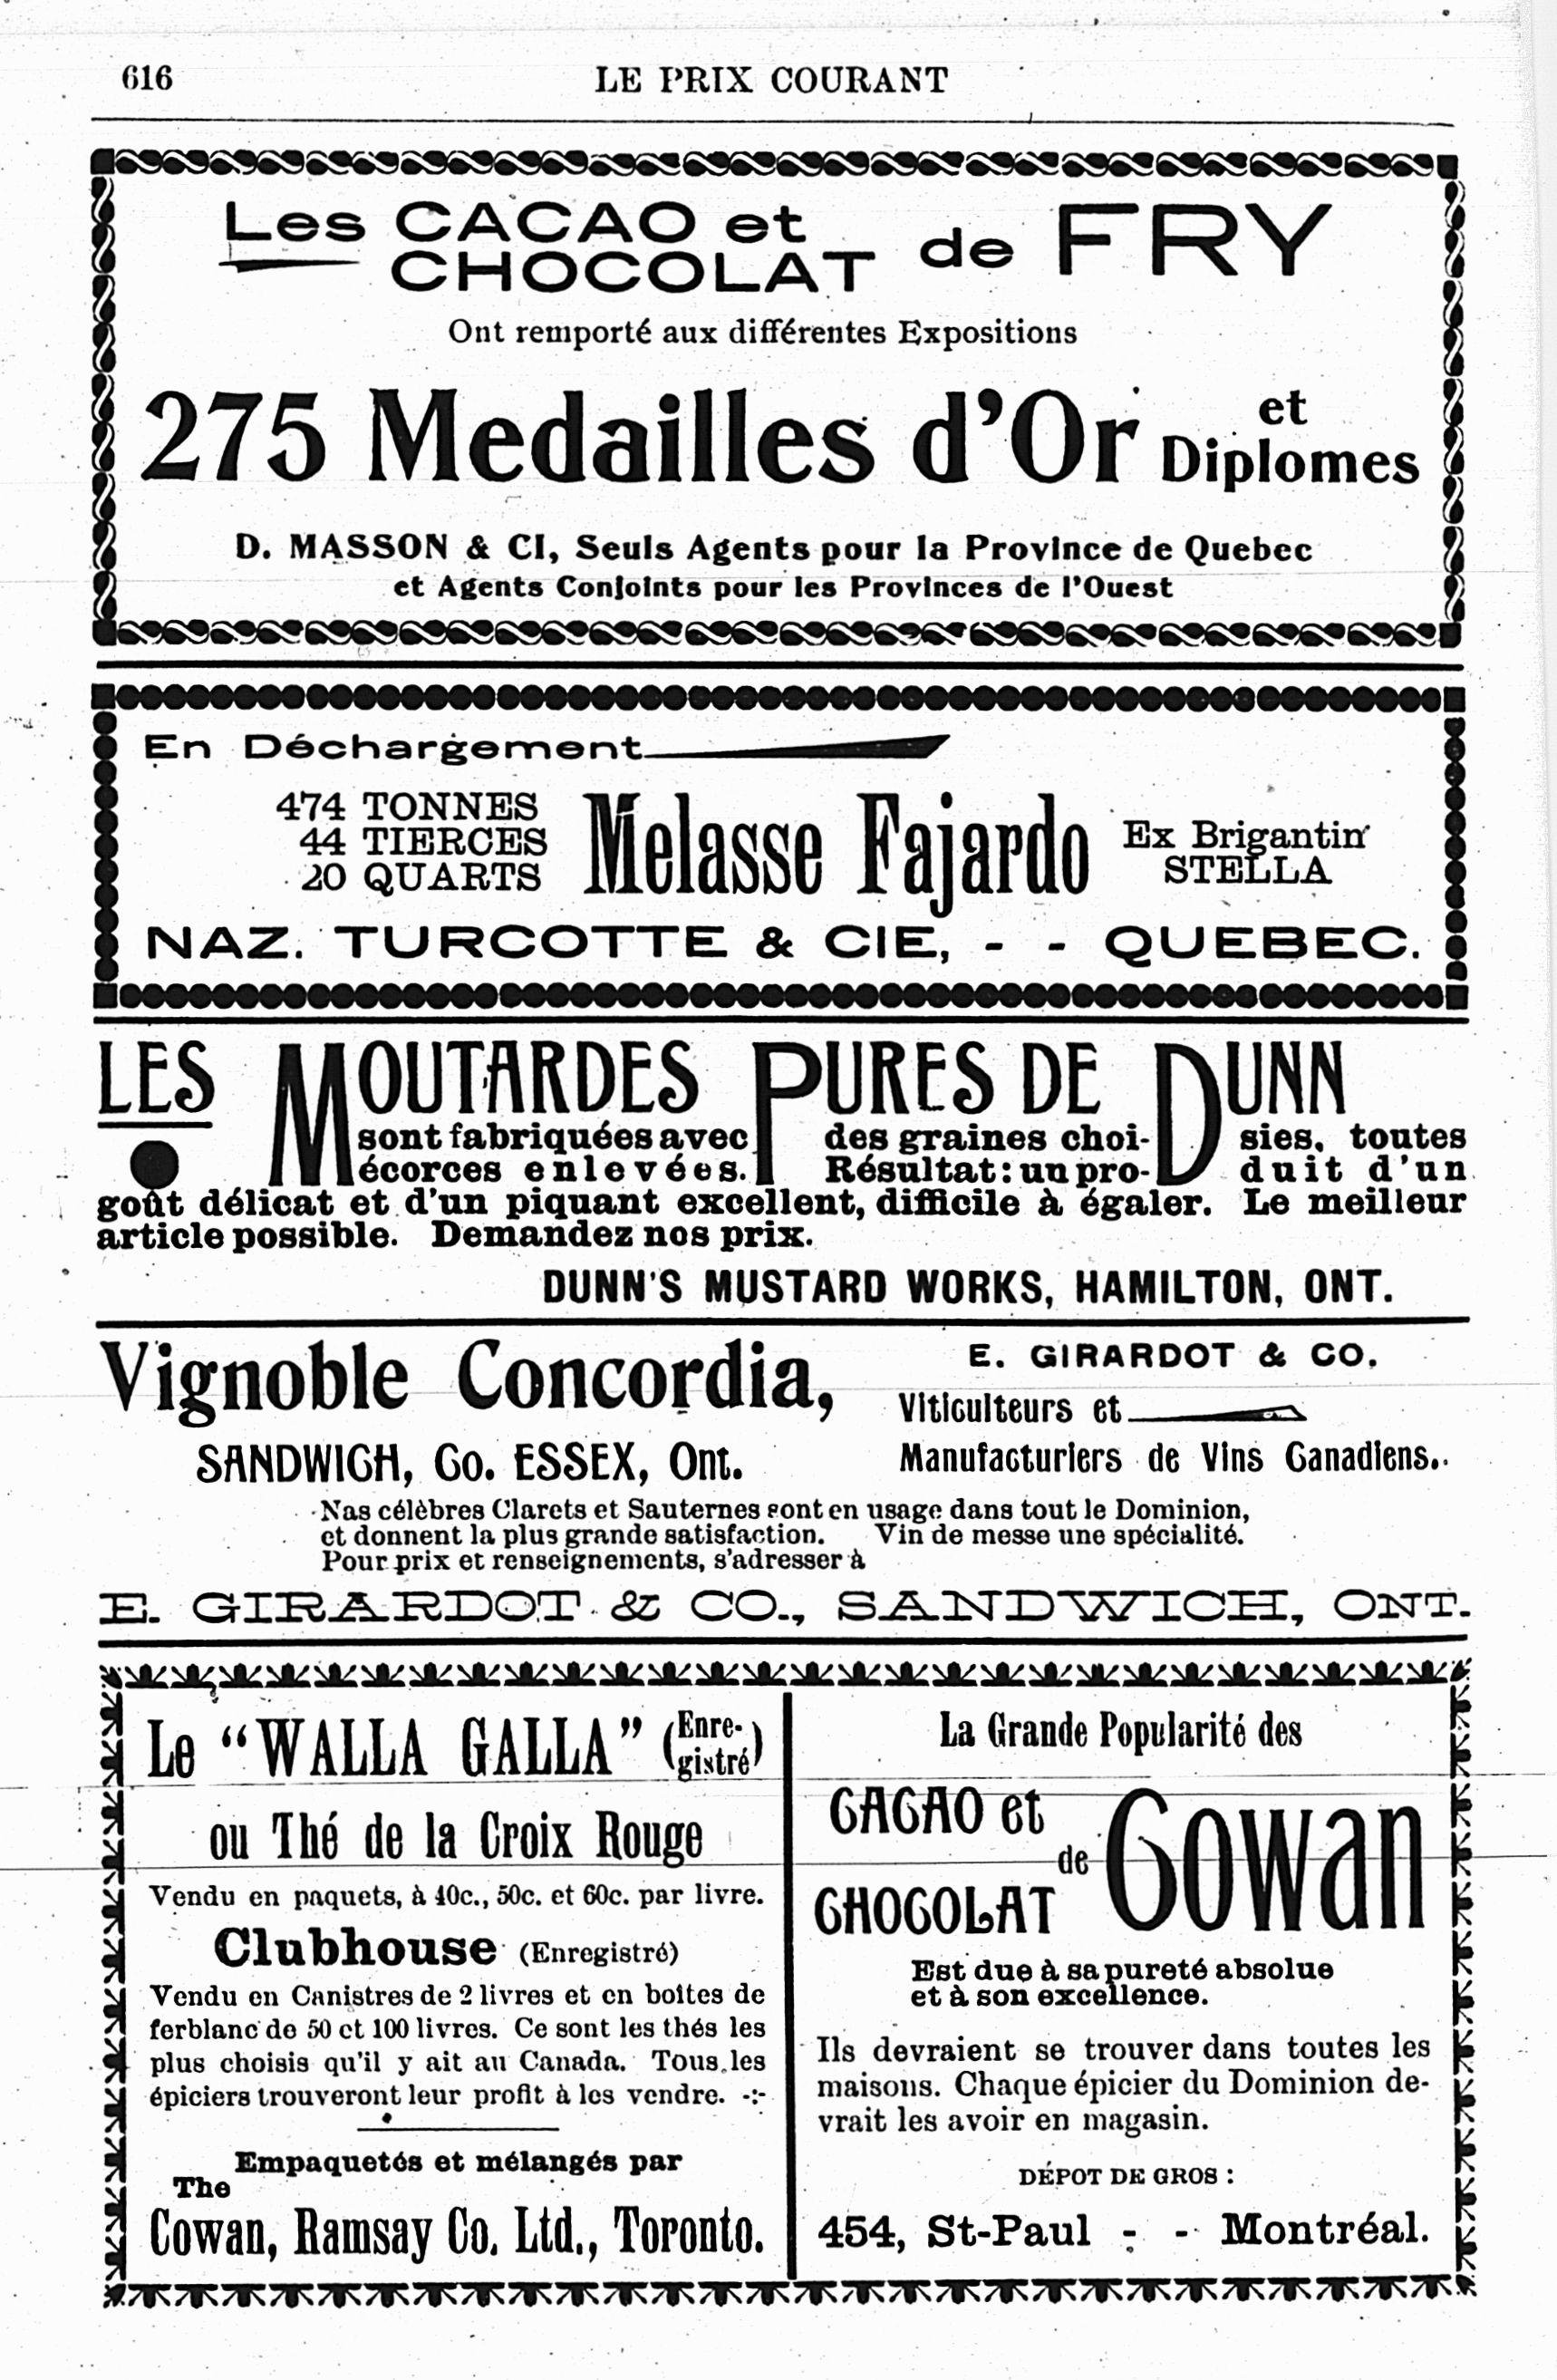 616
LE PRIX COURANT
Les CACAO et CHOCOLAT de FRY
Ont remporté aux différentes Expositions
275 Medailles d'Or et Diplomes
D. MASSON & CI, Seuls Agents pour la Province de Quebec
et Agents Conjoints pour les Provinces de l'Ouest
En Déchargement
474 TONNES
44 TIERCES
20 QUARTS
Melasse Fajardo
Ex Brigantin
STELLA
NAZ. TURCOTTE & CIE, - - QUEBEC.
LES MOUTARDES PURES DE DUNN
sont fabriquées avec des graines choisies, toutes
écorces enlevées. Résultat: un produit d'un
goût délicat et d'un piquant excellent, difficile à égaler. Le meilleur
article possible. Demandez nos prix.
DUNN'S MUSTARD WORKS, HAMILTON, ONT.
Vignoble Concordia,
SANDWICH, Co. ESSEX, Ont.
E. GIRARDOT & CO.
Viticulteurs et
Manufacturiers de Vins Canadiens..
Nas célèbres Clarets et Sauternes sont en usage dans tout le Dominion,
et donnent la plus grande satisfaction. Vin de messe une spécialité.
Pour prix et renseignements, s'adresser à
E. GIRARDOT & CO., SANDWICH, ONT.
Le "WALLA GALLA" (Enregistré)
ou Thé de la Croix Rouge
Vendu en paquets, à 40c., 50c. et 60c. par livre.
Clubhouse (Enregistré)
Vendu en Canistres de 2 livres et en boites de
ferblanc de 50 et 100 livres. Ce sont les thés les
plus choisis qu'il y ait au Canada. Tous les
épiciers trouveront leur profit à les vendre. -:-
Empaquetés et mélangés par
The
Cowan, Ramsay Co. Ltd., Toronto.
La Grande Popularité des
CACAO et
CHOCOLAT
de Cowan
Est due à sa pureté absolue
et à son excellence.
Ils devraient se trouver dans toutes les
maisons. Chaque épicier du Dominion de-
vrait les avoir en magasin.
DÉPOT DE GROS :
454, St-Paul - - Montréal.